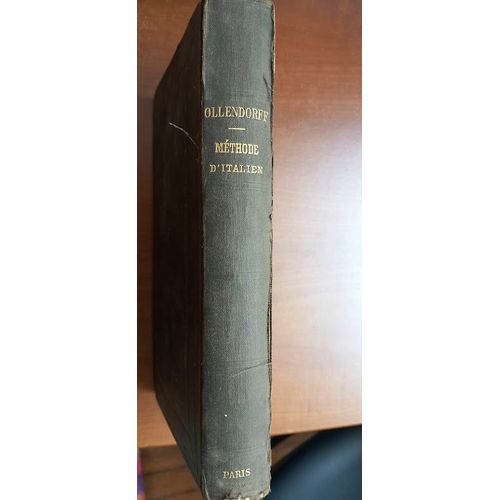 OLLENDORFF
MÉTHODE
D'ITALIEN
PARIS